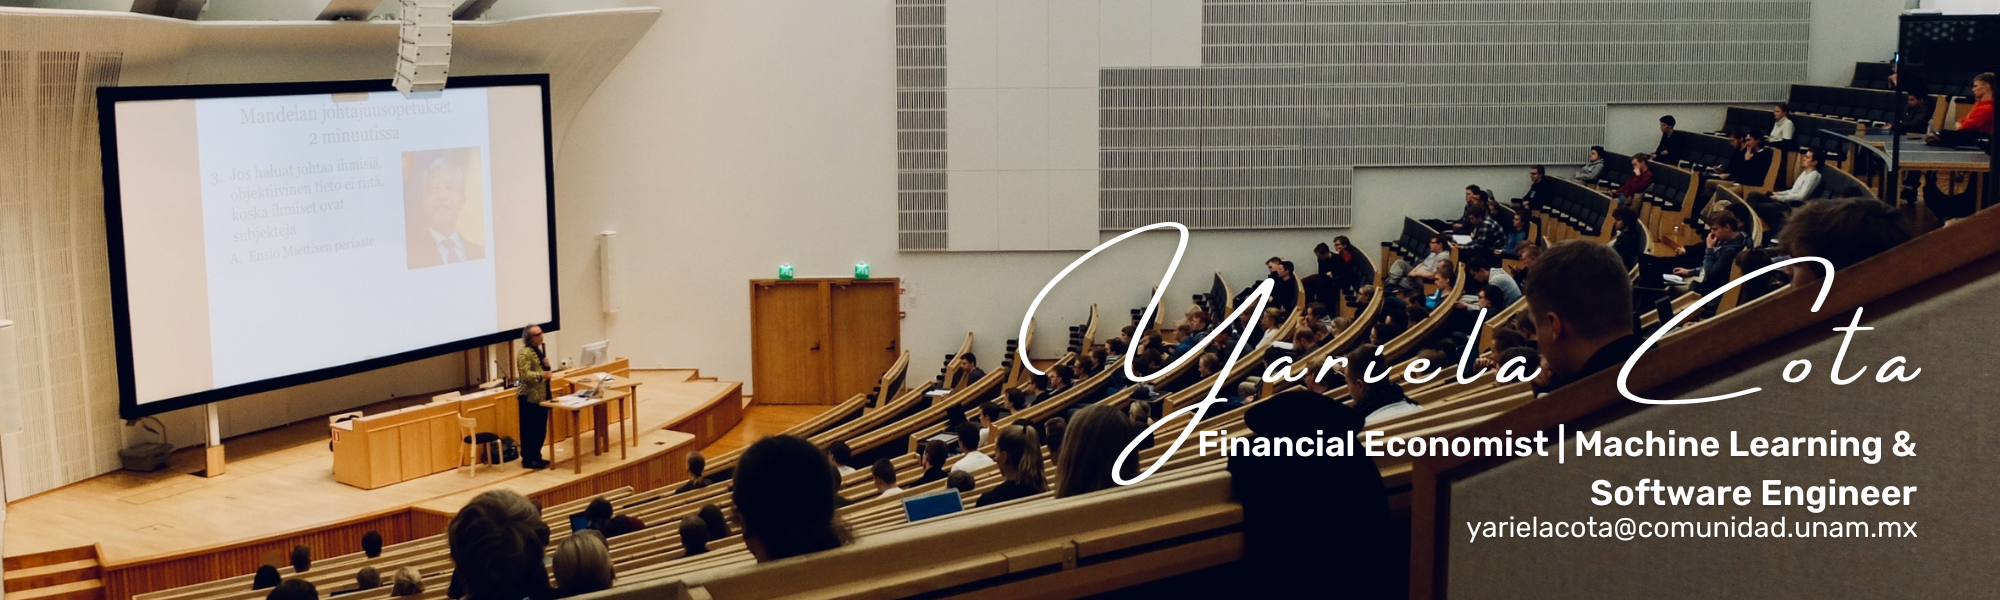 Mandelan johtajuusopetukset
2 minuutissa
3. Jos haluat johtaa ihmisiä,
objektiivinen tieto ei riitä,
koska ihmiset ovat
subjekteja
A. Ensio Miettisen periaate
Yariela Cota
Financial Economist | Machine Learning &
Software Engineer
yarielacota@comunidad.unam.mx